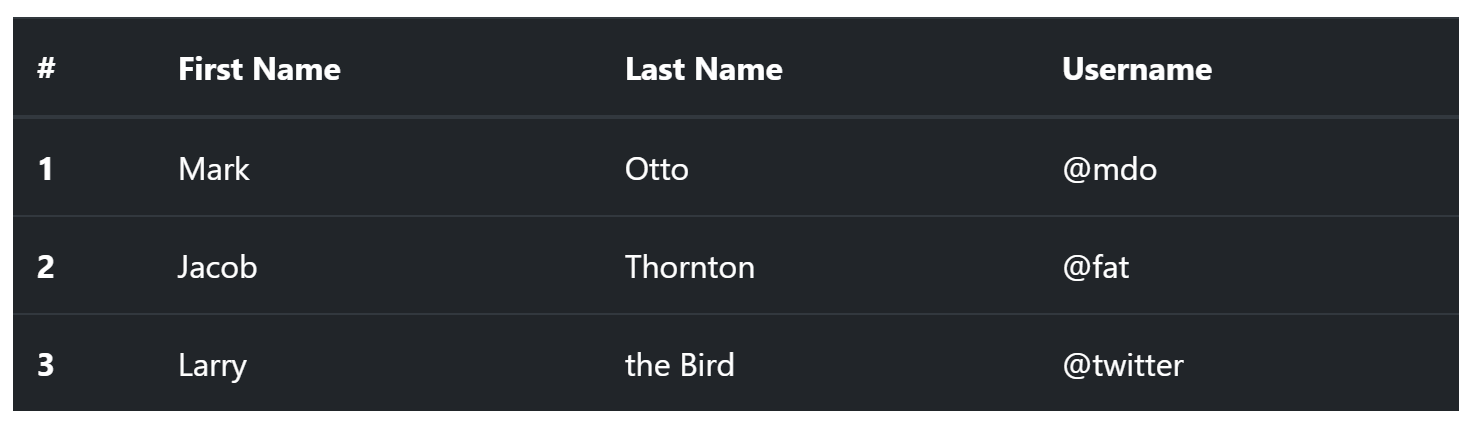 # First Name Last Name Username
1 Mark Otto @mdo
2 Jacob Thornton @fat
3 Larry the Bird @twitter